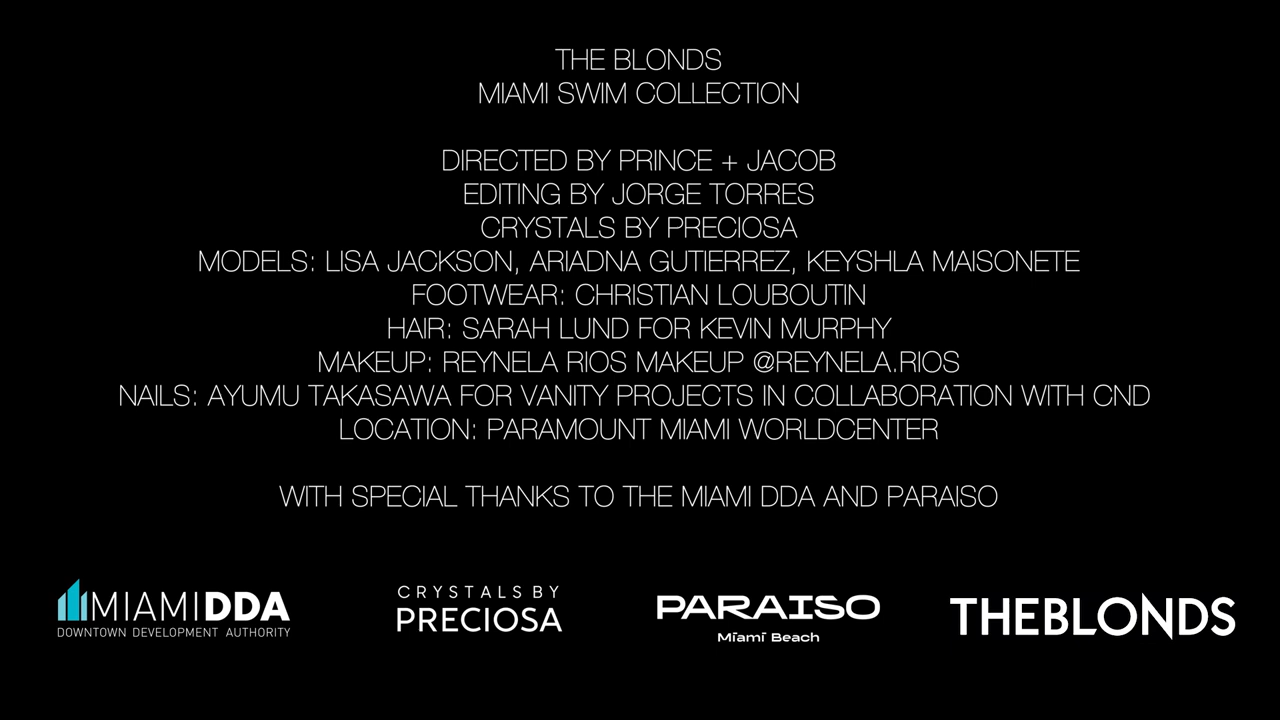 THE BLONDS
MIAMI SWIM COLLECTION
DIRECTED BY PRINCE + JACOB
EDITING BY JORGE TORRES
CRYSTALS BY PRECIOSA
MODELS: LISA JACKSON, ARIADNA GUTIERREZ, KEYSHLA MAISONETE
FOOTWEAR: CHRISTIAN LOUBOUTIN
HAIR: SARAH LUND FOR KEVIN MURPHY
MAKEUP: REYNELA RIOS MAKEUP @REYNELA.RIOS
NAILS: AYUMU TAKASAWA FOR VANITY PROJECTS IN COLLABORATION WITH CND
LOCATION: PARAMOUNT MIAMI WORLDCENTER
WITH SPECIAL THANKS TO THE MIAMI DDA AND PARAISO
MIAMIDDA
DOWNTOWN DEVELOPMENT AUTHORITY
CRYSTALS BY
PRECIOSA
PARAISO
Miami Beach
THEBLONDS